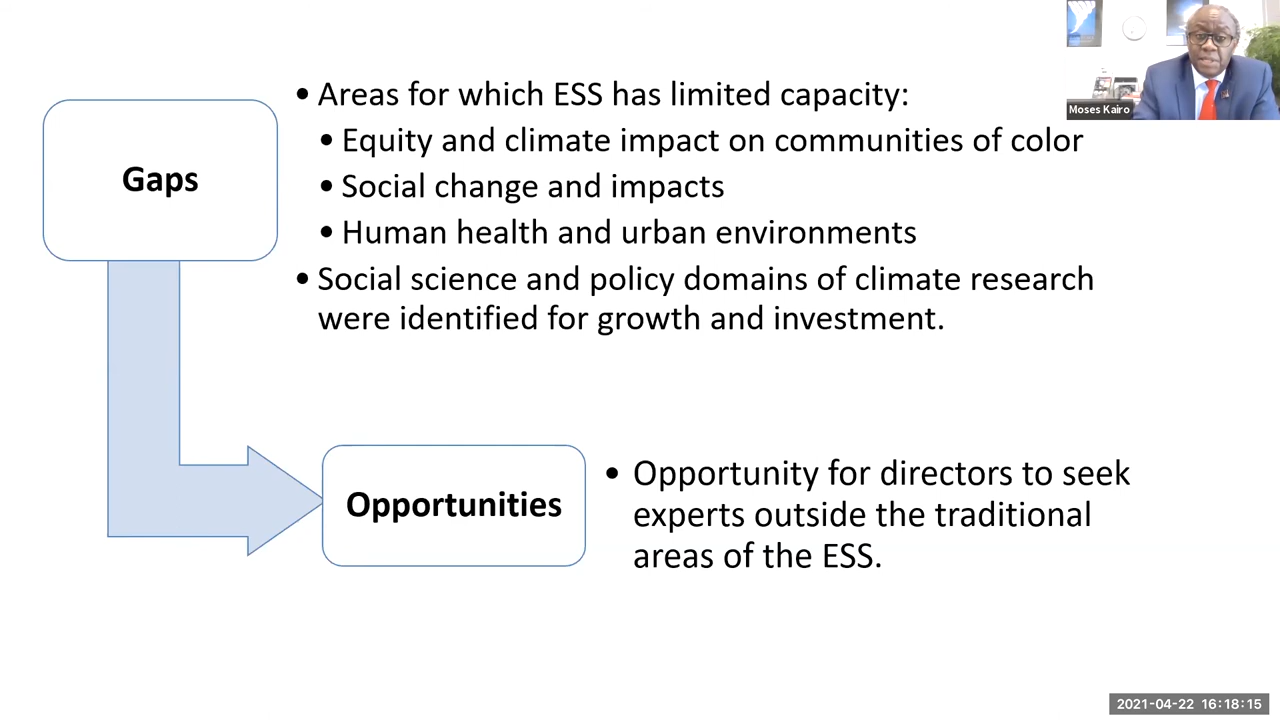 Moses Kairo
Gaps
• Areas for which ESS has limited capacity:
• Equity and climate impact on communities of color
• Social change and impacts
• Human health and urban environments
• Social science and policy domains of climate research
were identified for growth and investment.
Opportunities
• Opportunity for directors to seek
experts outside the traditional
areas of the ESS.
2021-04-22 16:18:15